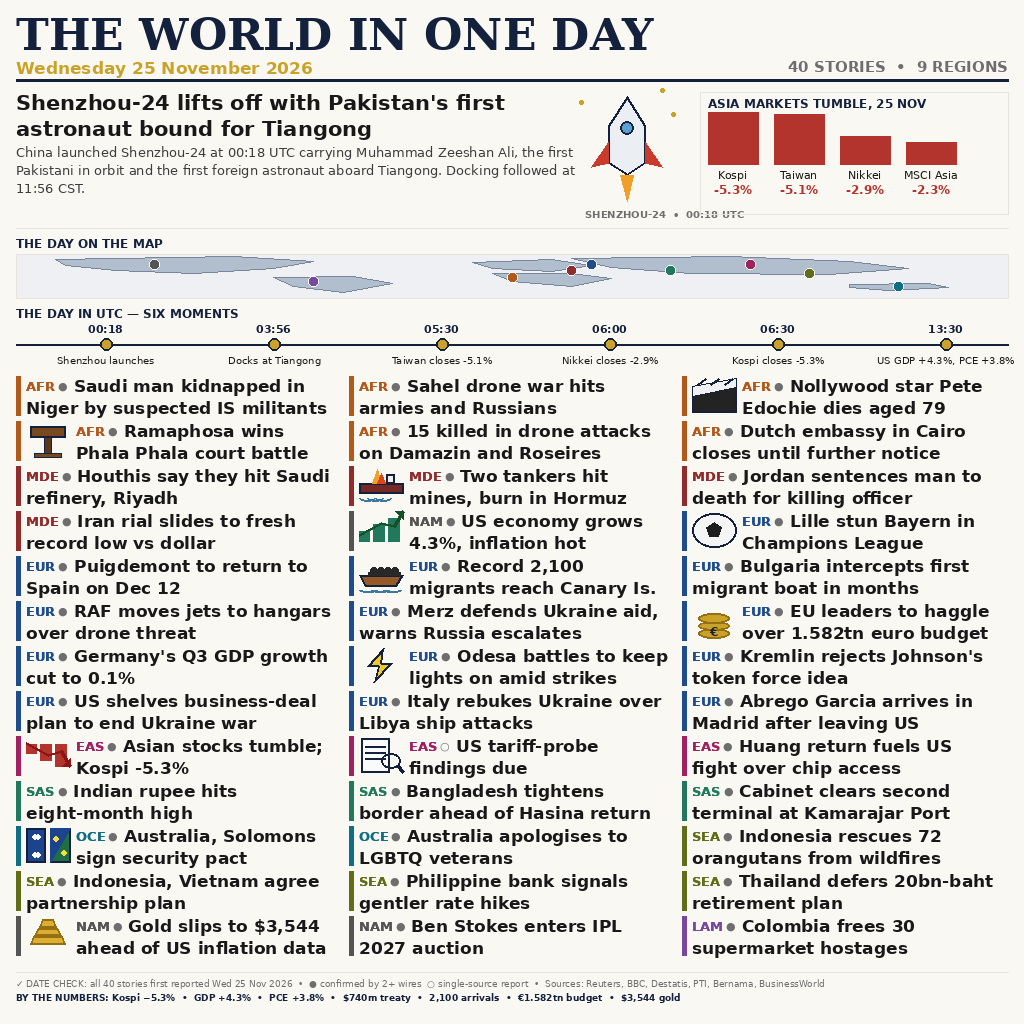 THE WORLD IN ONE DAY
Wednesday 25 November 2026
40 STORIES • 9 REGIONS
Shenzhou-24 lifts off with Pakistan's first
astronaut bound for Tiangong
China launched Shenzhou-24 at 00:18 UTC carrying Muhammad Zeeshan Ali, the first
Pakistani in orbit and the first foreign astronaut aboard Tiangong. Docking followed at
11:56 CST.
SHENZHOU-24 • 00:18 UTC
ASIA MARKETS TUMBLE, 25 NOV
Kospi Taiwan Nikkei MSCI Asia
-5.3% -5.1% -2.9% -2.3%
THE DAY ON THE MAP
THE DAY IN UTC — SIX MOMENTS
00:18 03:56 05:30 06:00 06:30 13:30
Shenzhou launches Docks at Tiangong Taiwan closes -5.1% Nikkei closes -2.9% Kospi closes -5.3% US GDP +4.3%, PCE +3.8%
AFR ● Saudi man kidnapped in
Niger by suspected IS militants
AFR ● Sahel drone war hits
armies and Russians
AFR ● Nollywood star Pete
Edochie dies aged 79
AFR ● Ramaphosa wins
Phala Phala court battle
AFR ● 15 killed in drone attacks
on Damazin and Roseires
AFR ● Dutch embassy in Cairo
closes until further notice
MDE ● Houthis say they hit Saudi
refinery, Riyadh
MDE ● Two tankers hit
mines, burn in Hormuz
MDE ● Jordan sentences man to
death for killing officer
MDE ● Iran rial slides to fresh
record low vs dollar
NAM ● US economy grows
4.3%, inflation hot
EUR ● Lille stun Bayern in
Champions League
EUR ● Puigdemont to return to
Spain on Dec 12
EUR ● Record 2,100
migrants reach Canary Is.
EUR ● Bulgaria intercepts first
migrant boat in months
EUR ● RAF moves jets to hangars
over drone threat
EUR ● Merz defends Ukraine aid,
warns Russia escalates
€
EUR ● EU leaders to haggle
over 1.582tn euro budget
EUR ● Germany's Q3 GDP growth
cut to 0.1%
EUR ● Odesa battles to keep
lights on amid strikes
EUR ● Kremlin rejects Johnson's
token force idea
EUR ● US shelves business-deal
plan to end Ukraine war
EUR ● Italy rebukes Ukraine over
Libya ship attacks
EUR ● Abrego Garcia arrives in
Madrid after leaving US
EAS ● Asian stocks tumble;
Kospi -5.3%
EAS ○ US tariff-probe
findings due
EAS ● Huang return fuels US
fight over chip access
SAS ● Indian rupee hits
eight-month high
SAS ● Bangladesh tightens
border ahead of Hasina return
SAS ● Cabinet clears second
terminal at Kamarajar Port
OCE ● Australia, Solomons
sign security pact
OCE ● Australia apologises to
LGBTQ veterans
SEA ● Indonesia rescues 72
orangutans from wildfires
SEA ● Indonesia, Vietnam agree
partnership plan
SEA ● Philippine bank signals
gentler rate hikes
SEA ● Thailand defers 20bn-baht
retirement plan
NAM ● Gold slips to $3,544
ahead of US inflation data
NAM ● Ben Stokes enters IPL
2027 auction
LAM ● Colombia frees 30
supermarket hostages
✓ DATE CHECK: all 40 stories first reported Wed 25 Nov 2026 • ● confirmed by 2+ wires ○ single-source report • Sources: Reuters, BBC, Destatis, PTI, Bernama, BusinessWorld
BY THE NUMBERS: Kospi −5.3% • GDP +4.3% • PCE +3.8% • $740m treaty • 2,100 arrivals • €1.582tn budget • $3,544 gold